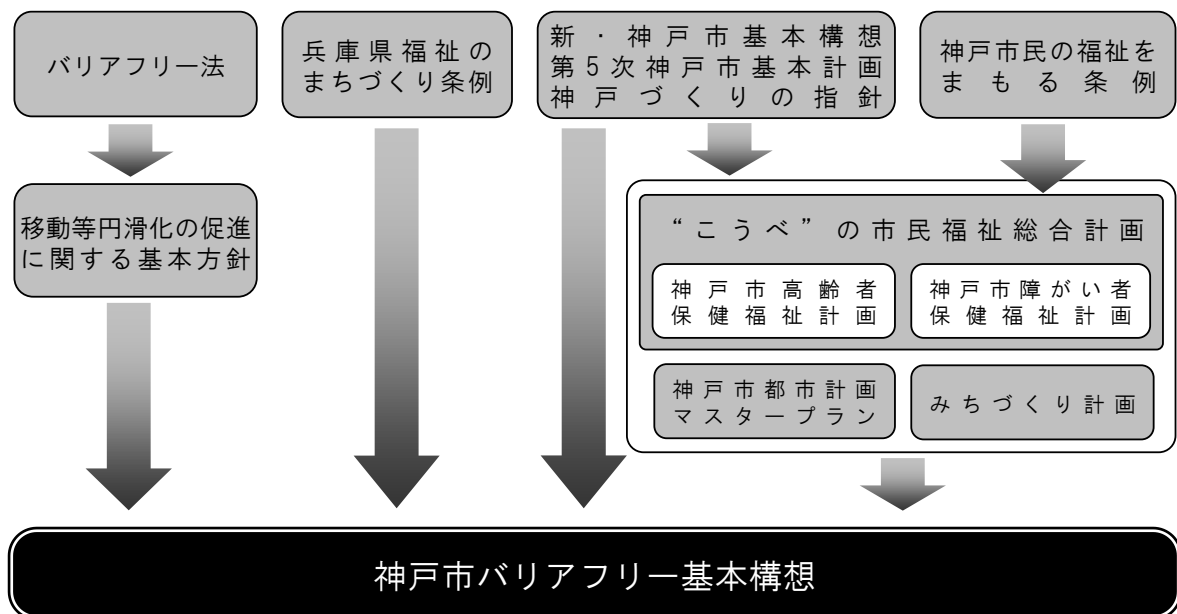 バリアフリー法
兵庫県福祉の
まちづくり条例
新・神戸市基本構想
第5次神戸市基本計画
神戸づくりの指針
神戸市民の福祉を
まもる条例
移動等円滑化の促進
に関する基本方針
“こうべ”の市民福祉総合計画
神戸市高齢者
保健福祉計画
神戸市障がい者
保健福祉計画
神戸市都市計画
マスタープラン
みちづくり計画
神戸市バリアフリー基本構想